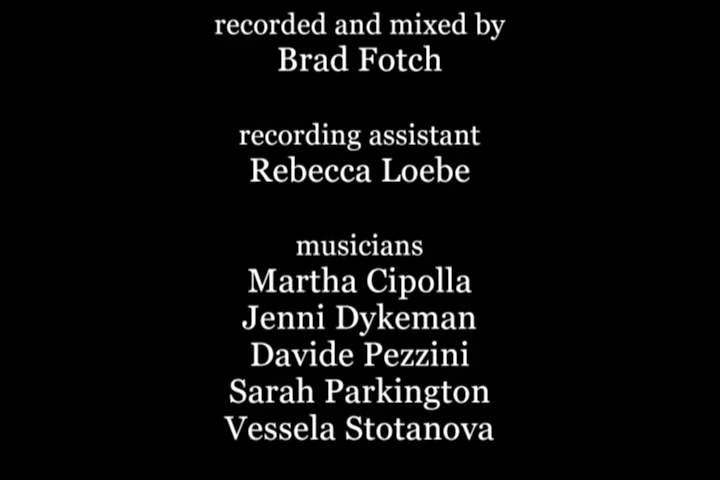 recorded and mixed by
Brad Fotch
recording assistant
Rebecca Loebe
musicians
Martha Cipolla
Jenni Dykeman
Davide Pezzini
Sarah Parkington
Vessela Stotanova